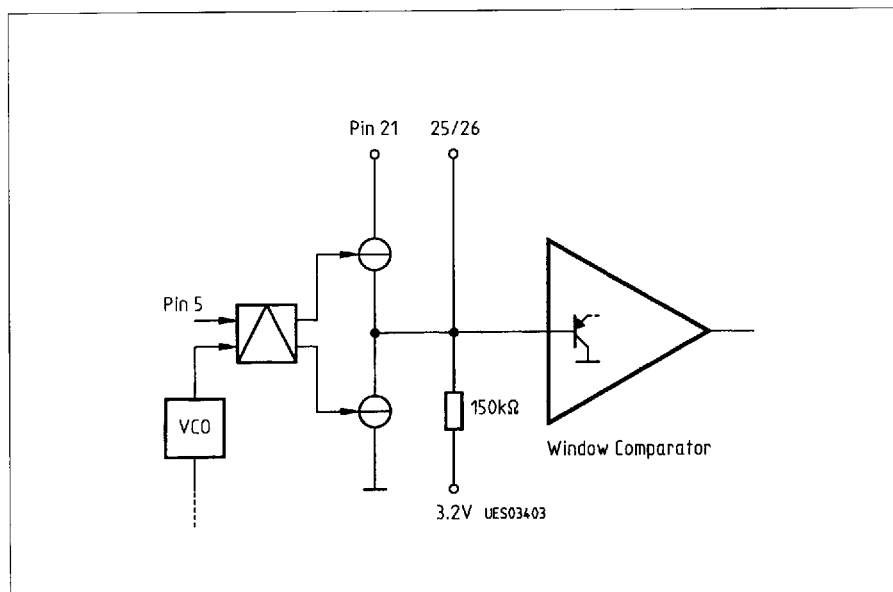 Pin 21
25/26
Pin 5
VCO
150kΩ
Window Comparator
3.2V UES03403